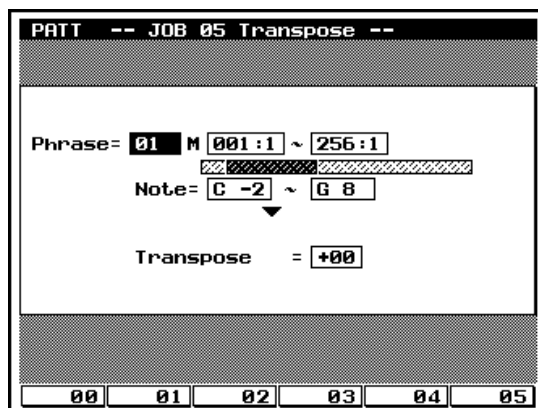 PATT -- JOB 05 Transpose --
Phrase= 01 M 001:1 ~ 256:1
Note= C -2 ~ G 8
Transpose = +00
00 01 02 03 04 05